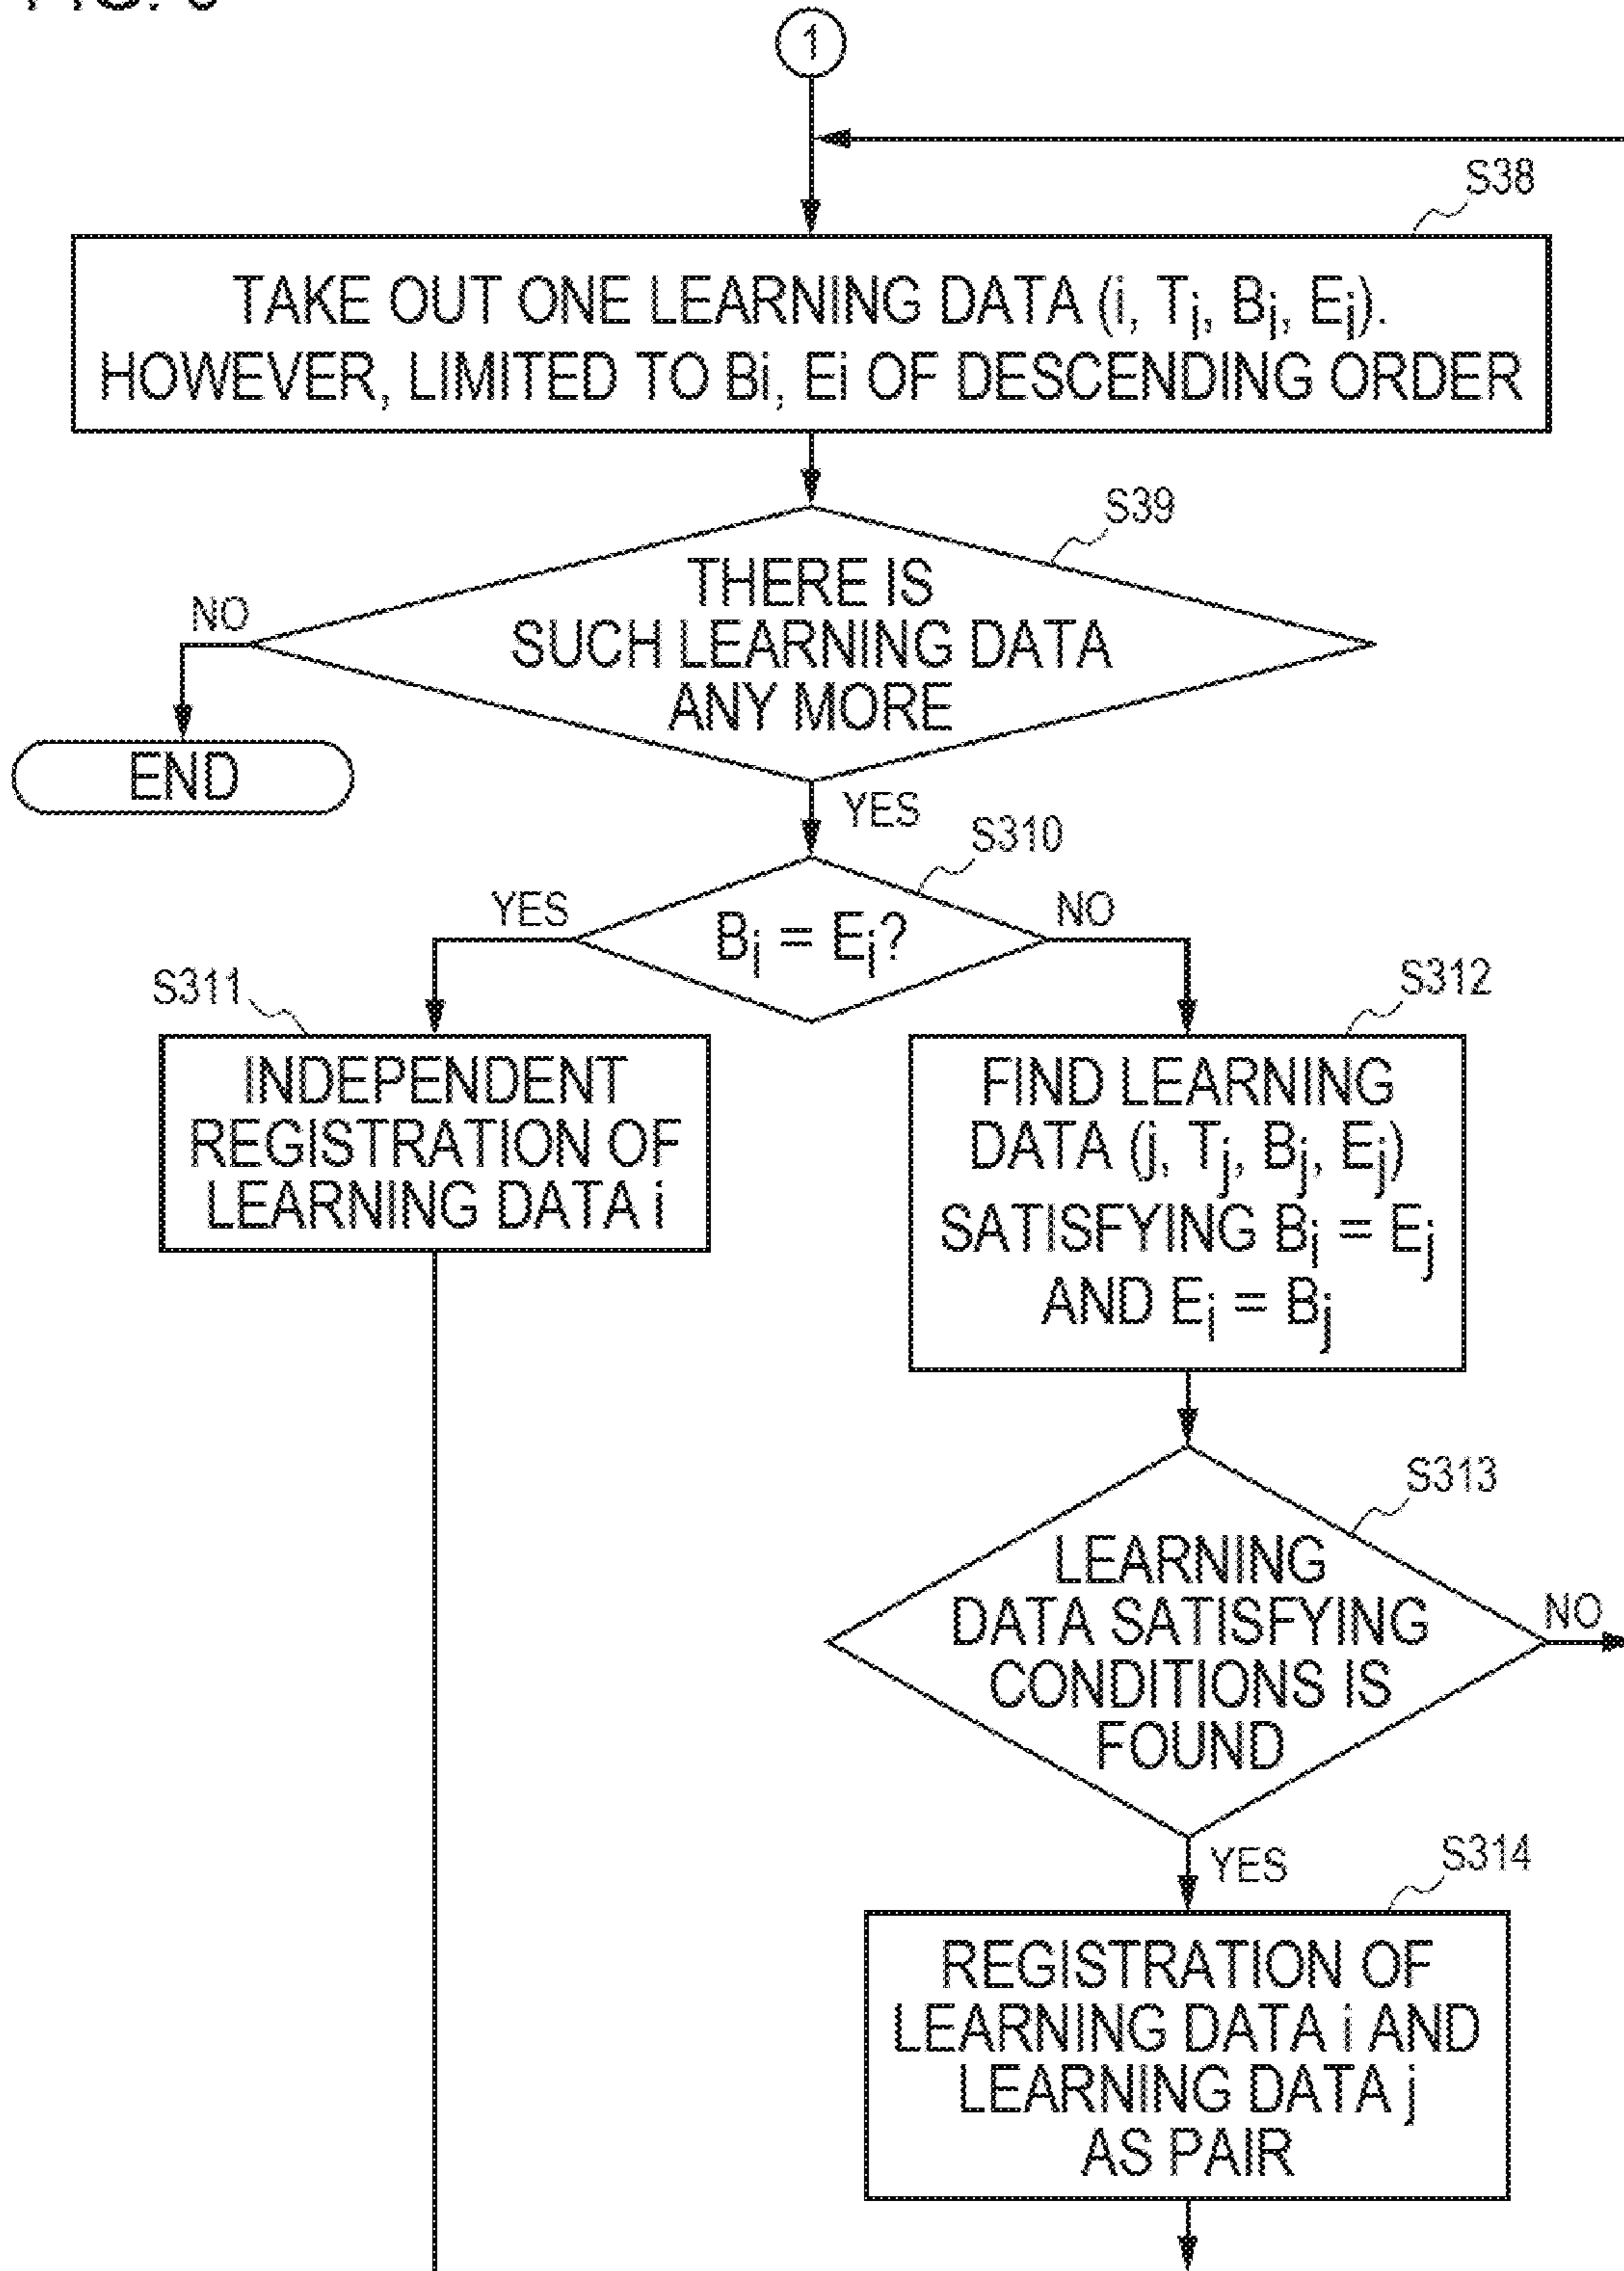 1
S38
TAKE OUT ONE LEARNING DATA (i, Ti, Bi, Ei).
HOWEVER, LIMITED TO Bi, Ei OF DESCENDING ORDER
S39
THERE IS
SUCH LEARNING DATA
ANY MORE
NO
END
YES
S310
YES
Bi = Ei?
NO
S311
S312
INDEPENDENT
REGISTRATION OF
LEARNING DATA i
FIND LEARNING
DATA (j, Tj, Bj, Ej)
SATISFYING Bi = Ej
AND Ei = Bj
S313
LEARNING
DATA SATISFYING
CONDITIONS IS
FOUND
NO
YES
S314
REGISTRATION OF
LEARNING DATA i AND
LEARNING DATA j
AS PAIR